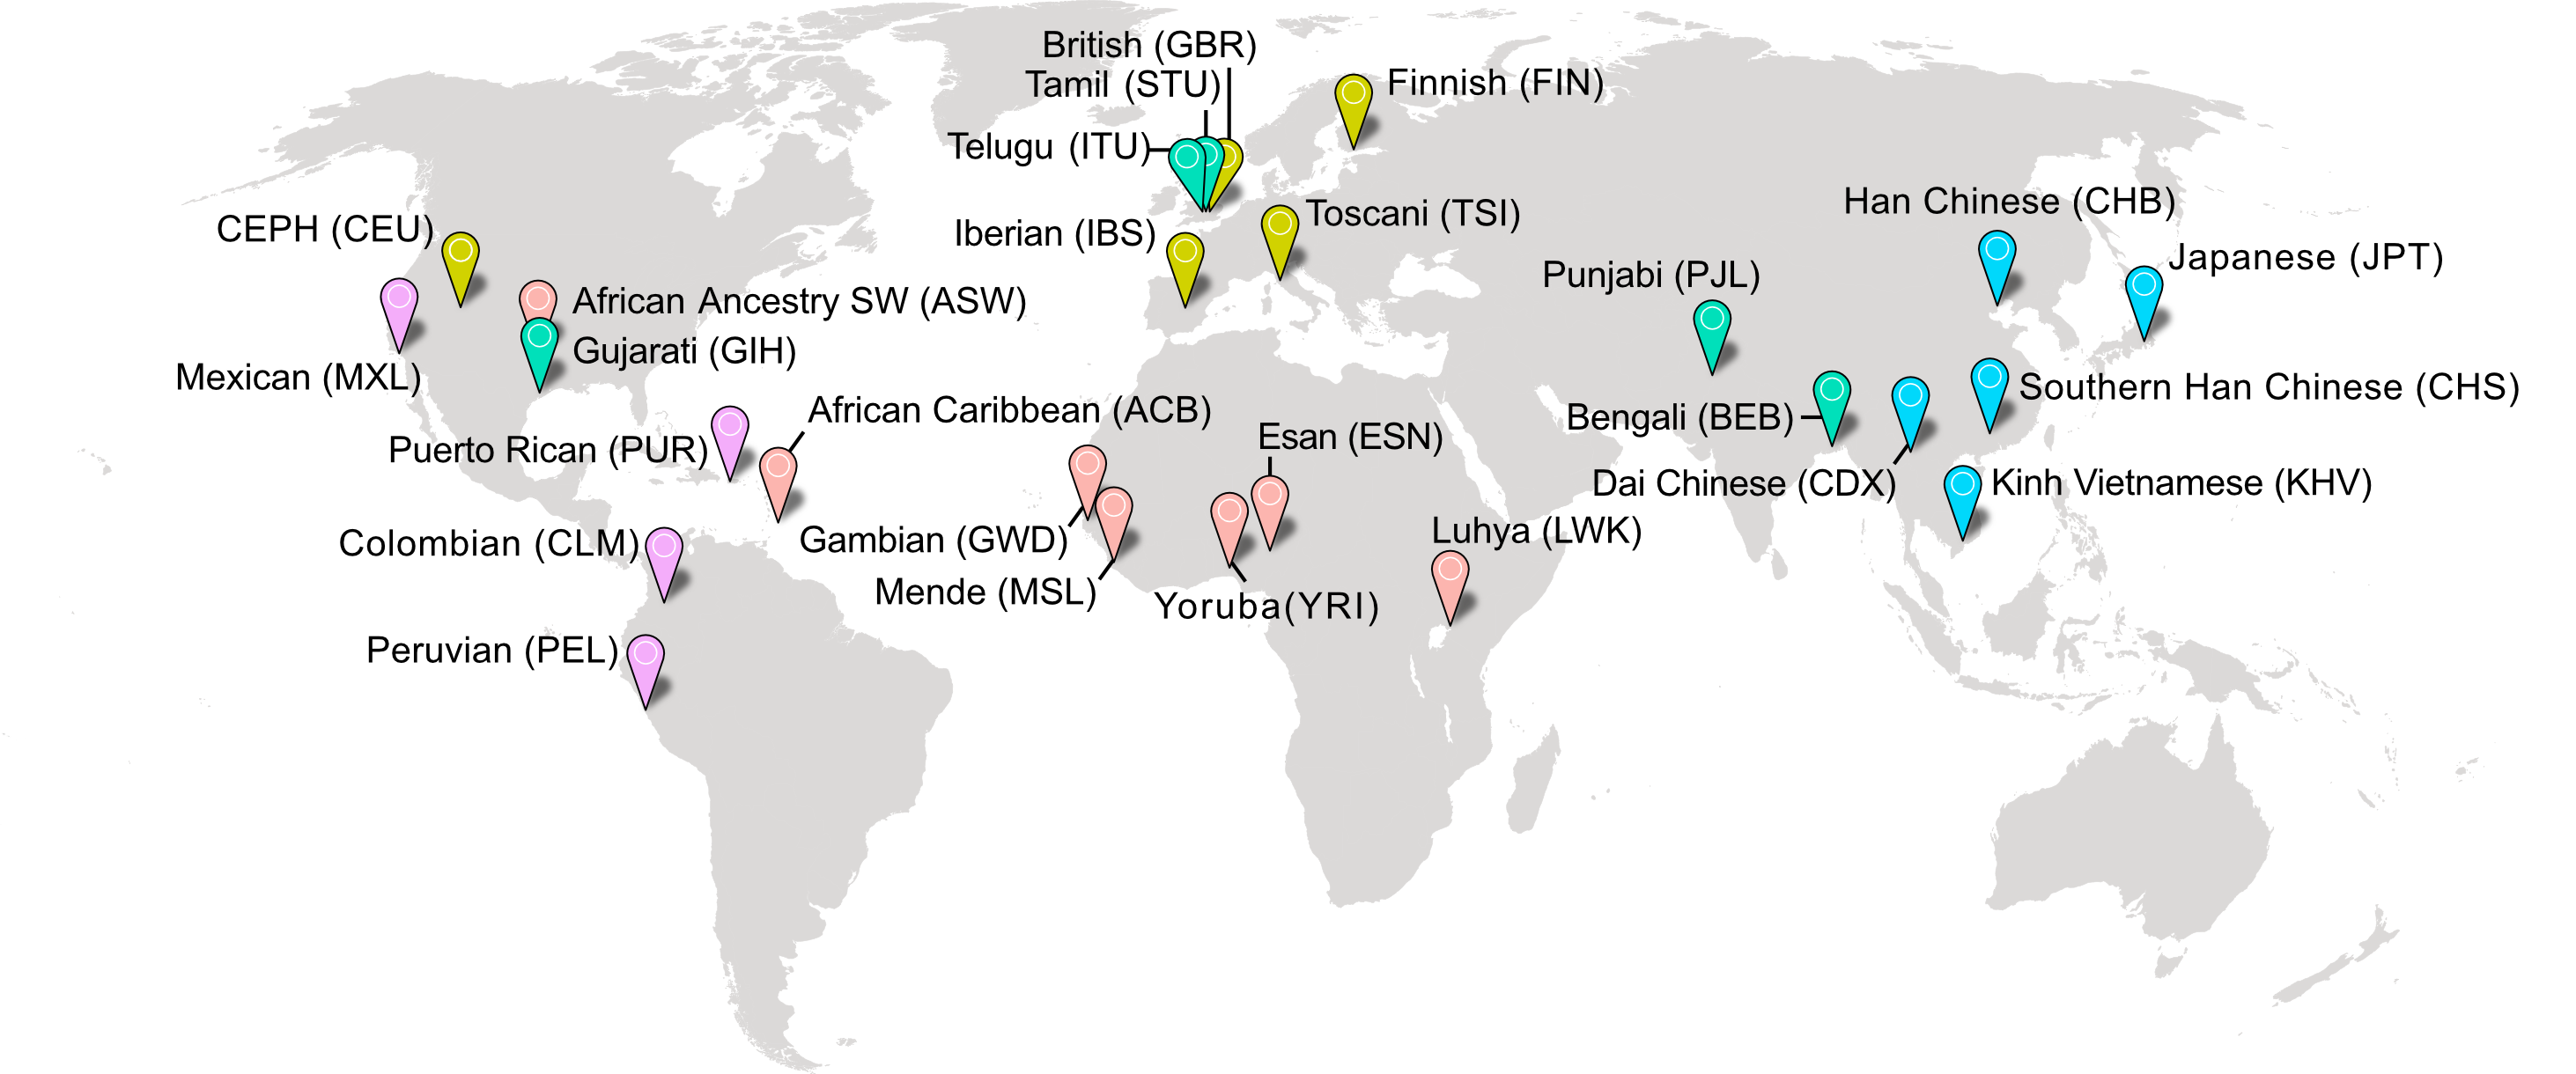 British (GBR)
Tamil (STU)
Finnish (FIN)
Telugu (ITU)
Han Chinese (CHB)
Toscani (TSI)
CEPH (CEU)
Iberian (IBS)
Japanese (JPT)
Punjabi (PJL)
African Ancestry SW (ASW)
Gujarati (GIH)
Mexican (MXL)
Southern Han Chinese (CHS)
African Caribbean (ACB)
Bengali (BEB)
Esan (ESN)
Puerto Rican (PUR)
Dai Chinese (CDX)
Kinh Vietnamese (KHV)
Luhya (LWK)
Gambian (GWD)
Colombian (CLM)
Mende (MSL)
Yoruba(YRI)
Peruvian (PEL)